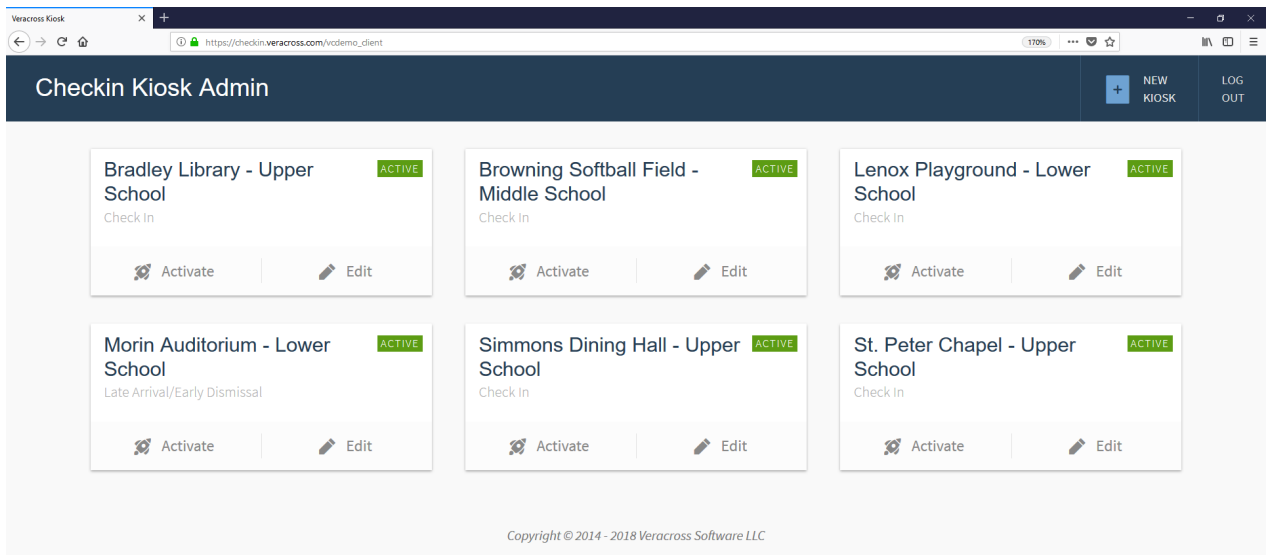 Veracross Kiosk
https://checkin.veracross.com/vcdemo_client
170%
Checkin Kiosk Admin
NEW
KIOSK
LOG
OUT
Bradley Library - Upper
School
ACTIVE
Check In
Activate
Edit
Browning Softball Field -
Middle School
ACTIVE
Check In
Activate
Edit
Lenox Playground - Lower
School
ACTIVE
Check In
Activate
Edit
Morin Auditorium - Lower
School
ACTIVE
Late Arrival/Early Dismissal
Activate
Edit
Simmons Dining Hall - Upper
School
ACTIVE
Check In
Activate
Edit
St. Peter Chapel - Upper
School
ACTIVE
Check In
Activate
Edit
Copyright © 2014 - 2018 Veracross Software LLC